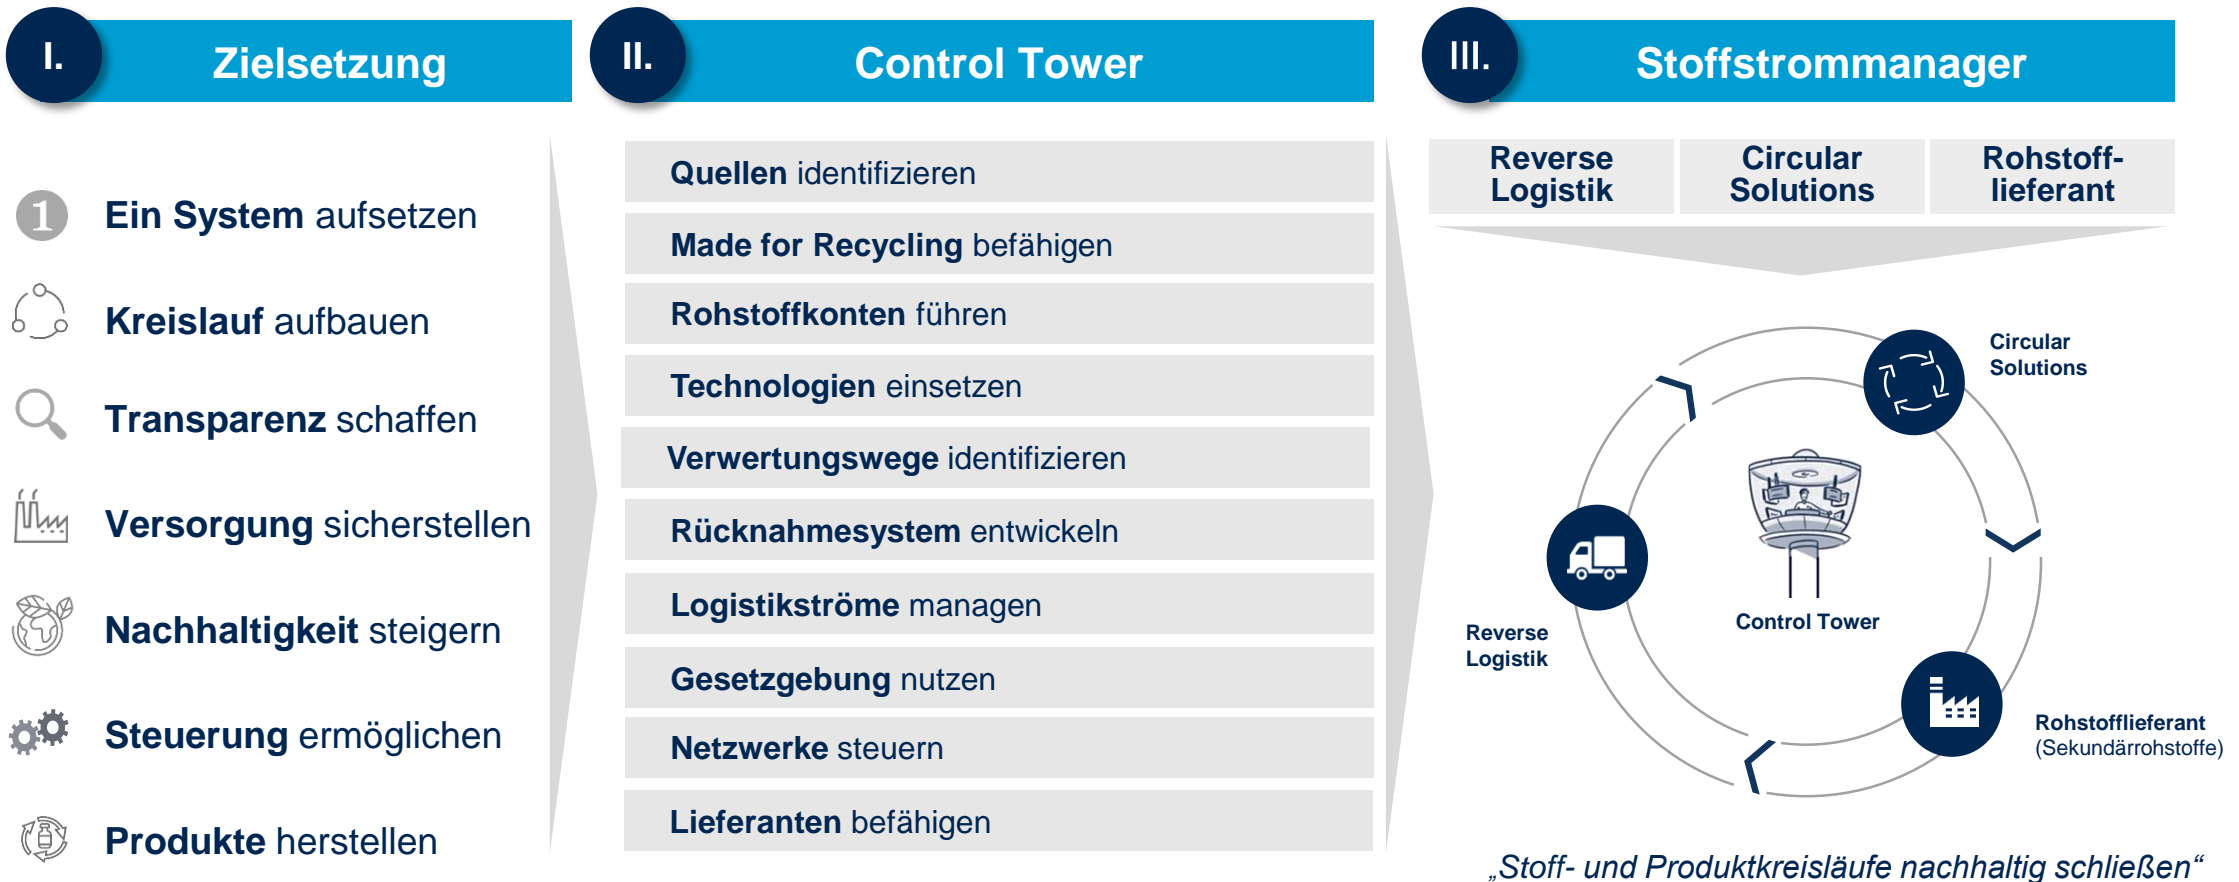 I.
Zielsetzung
1
Ein System aufsetzen
Kreislauf aufbauen
Transparenz schaffen
Versorgung sicherstellen
Nachhaltigkeit steigern
Steuerung ermöglichen
Produkte herstellen
II.
Control Tower
Quellen identifizieren
Made for Recycling befähigen
Rohstoffkonten führen
Technologien einsetzen
Verwertungswege identifizieren
Rücknahmesystem entwickeln
Logistikströme managen
Gesetzgebung nutzen
Netzwerke steuern
Lieferanten befähigen
III.
Stoffstrommanager
Reverse
Logistik
Circular
Solutions
Rohstoff-
lieferant
Circular
Solutions
Control Tower
Reverse
Logistik
Rohstofflieferant
(Sekundärrohstoffe)
„Stoff- und Produktkreisläufe nachhaltig schließen“